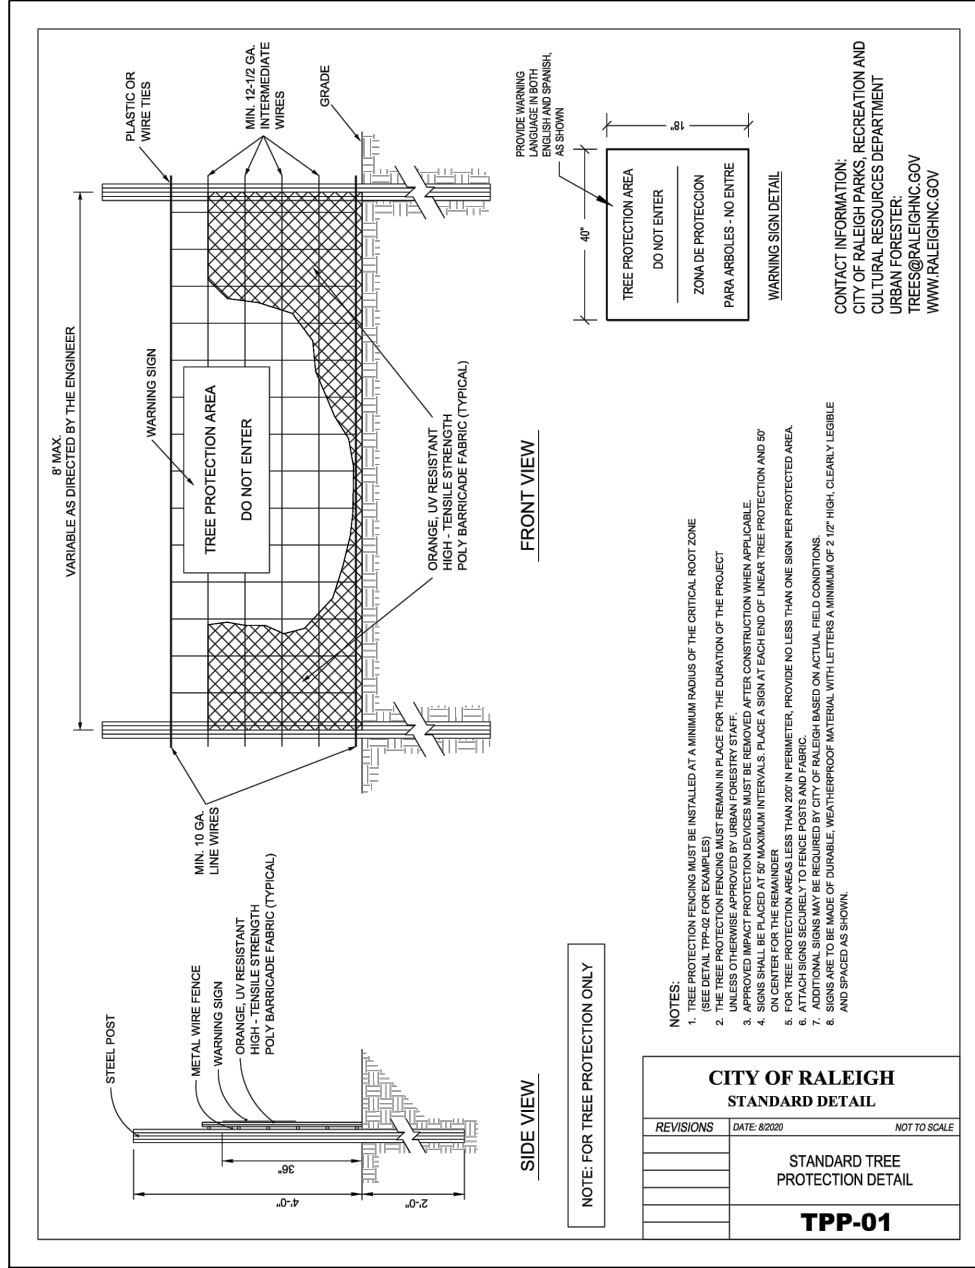 8' MAX.
VARIABLE AS DIRECTED BY THE ENGINEER
PLASTIC OR
WIRE TIES
MIN. 12-1/2 GA.
INTERMEDIATE
WIRES
GRADE
WARNING SIGN
TREE PROTECTION AREA
DO NOT ENTER
MIN. 10 GA.
LINE WIRES
ORANGE, UV RESISTANT
HIGH - TENSILE STRENGTH
POLY BARRICADE FABRIC (TYPICAL)
FRONT VIEW
STEEL POST
METAL WIRE FENCE
WARNING SIGN
ORANGE, UV RESISTANT
HIGH - TENSILE STRENGTH
POLY BARRICADE FABRIC (TYPICAL)
36"
4'-0"
2'-0"
SIDE VIEW
NOTE: FOR TREE PROTECTION ONLY
PROVIDE WARNING
LANGUAGE IN BOTH
ENGLISH AND SPANISH,
AS SHOWN
40"
18"
TREE PROTECTION AREA
DO NOT ENTER
ZONA DE PROTECCION
PARA ARBOLES - NO ENTRE
WARNING SIGN DETAIL
NOTES:
1. TREE PROTECTION FENCING MUST BE INSTALLED AT A MINIMUM RADIUS OF THE CRITICAL ROOT ZONE
(SEE DETAIL TPP-02 FOR EXAMPLES)
2. THE TREE PROTECTION FENCING MUST REMAIN IN PLACE FOR THE DURATION OF THE PROJECT
UNLESS OTHERWISE APPROVED BY URBAN FORESTRY STAFF.
3. APPROVED IMPACT PROTECTION DEVICES MUST BE REMOVED AFTER CONSTRUCTION WHEN APPLICABLE.
4. SIGNS SHALL BE PLACED AT 50' MAXIMUM INTERVALS. PLACE A SIGN AT EACH END OF LINEAR TREE PROTECTION AND 50'
ON CENTER FOR THE REMAINDER
5. FOR TREE PROTECTION AREAS LESS THAN 200' IN PERIMETER, PROVIDE NO LESS THAN ONE SIGN PER PROTECTED AREA.
6. ATTACH SIGNS SECURELY TO FENCE POSTS AND FABRIC.
7. ADDITIONAL SIGNS MAY BE REQUIRED BY CITY OF RALEIGH BASED ON ACTUAL FIELD CONDITIONS.
8. SIGNS ARE TO BE MADE OF DURABLE, WEATHERPROOF MATERIAL WITH LETTERS A MINIMUM OF 2 1/2" HIGH, CLEARLY LEGIBLE
AND SPACED AS SHOWN.
CONTACT INFORMATION:
CITY OF RALEIGH PARKS, RECREATION AND
CULTURAL RESOURCES DEPARTMENT
URBAN FORESTER:
TREES@RALEIGHNC.GOV
WWW.RALEIGHNC.GOV
CITY OF RALEIGH
STANDARD DETAIL
REVISIONS DATE: 8/2020 NOT TO SCALE
STANDARD TREE
PROTECTION DETAIL
TPP-01